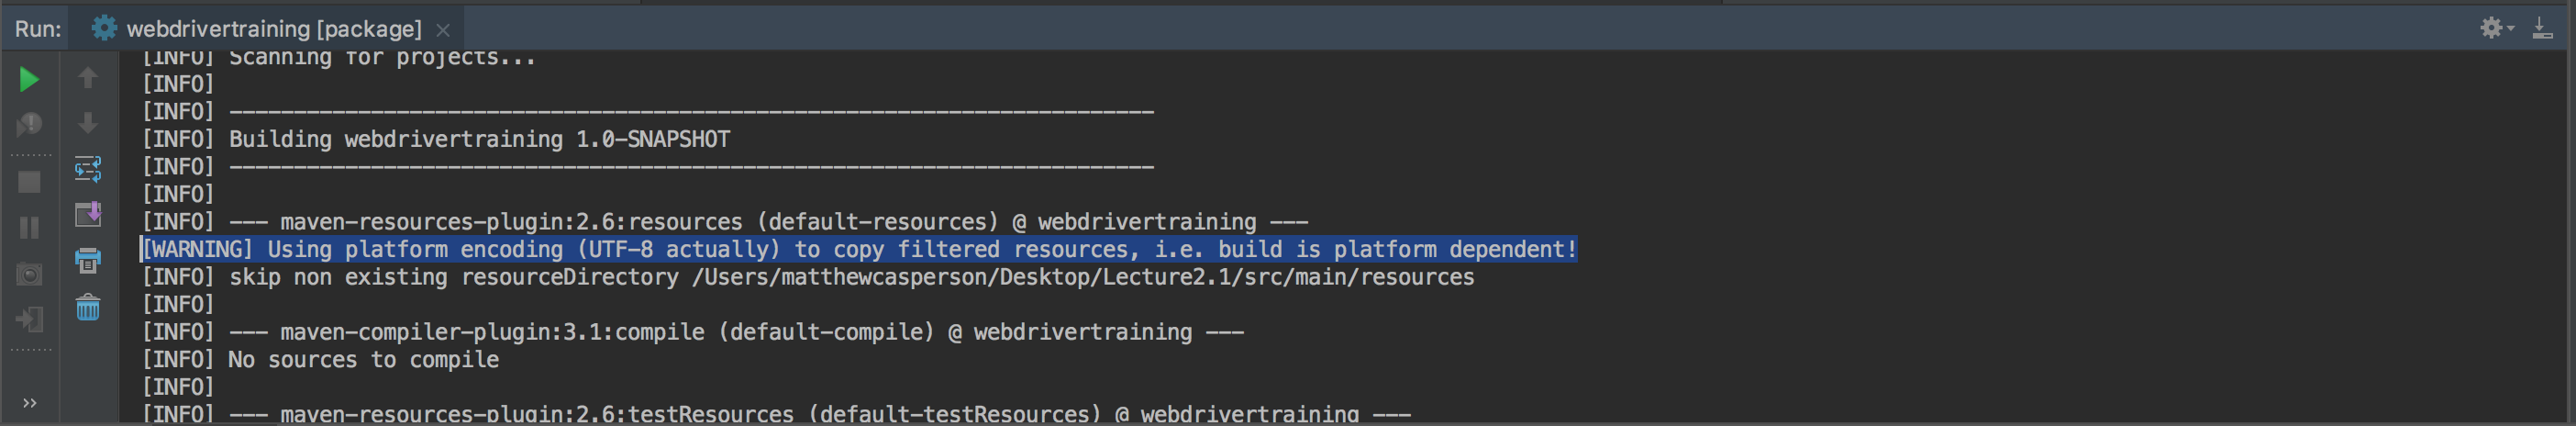 Run: webdrivertraining [package]
[INFO] Scanning for projects...
[INFO]
[INFO] ------------------------------------------------------------------------
[INFO] Building webdrivertraining 1.0-SNAPSHOT
[INFO] ------------------------------------------------------------------------
[INFO]
[INFO] --- maven-resources-plugin:2.6:resources (default-resources) @ webdrivertraining ---
[WARNING] Using platform encoding (UTF-8 actually) to copy filtered resources, i.e. build is platform dependent!
[INFO] skip non existing resourceDirectory /Users/matthewcasperson/Desktop/Lecture2.1/src/main/resources
[INFO]
[INFO] --- maven-compiler-plugin:3.1:compile (default-compile) @ webdrivertraining ---
[INFO] No sources to compile
[INFO]
[INFO] --- maven-resources-plugin:2.6:testResources (default-testResources) @ webdrivertraining ---